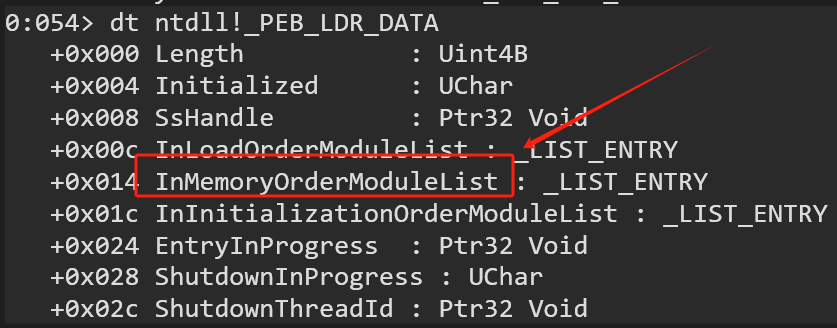 0:054> dt ntdll!_PEB_LDR_DATA
+0x000 Length : Uint4B
+0x004 Initialized : UChar
+0x008 SsHandle : Ptr32 Void
+0x00c InLoadOrderModuleList : _LIST_ENTRY
+0x014 InMemoryOrderModuleList : _LIST_ENTRY
+0x01c InInitializationOrderModuleList : _LIST_ENTRY
+0x024 EntryInProgress : Ptr32 Void
+0x028 ShutdownInProgress : UChar
+0x02c ShutdownThreadId : Ptr32 Void